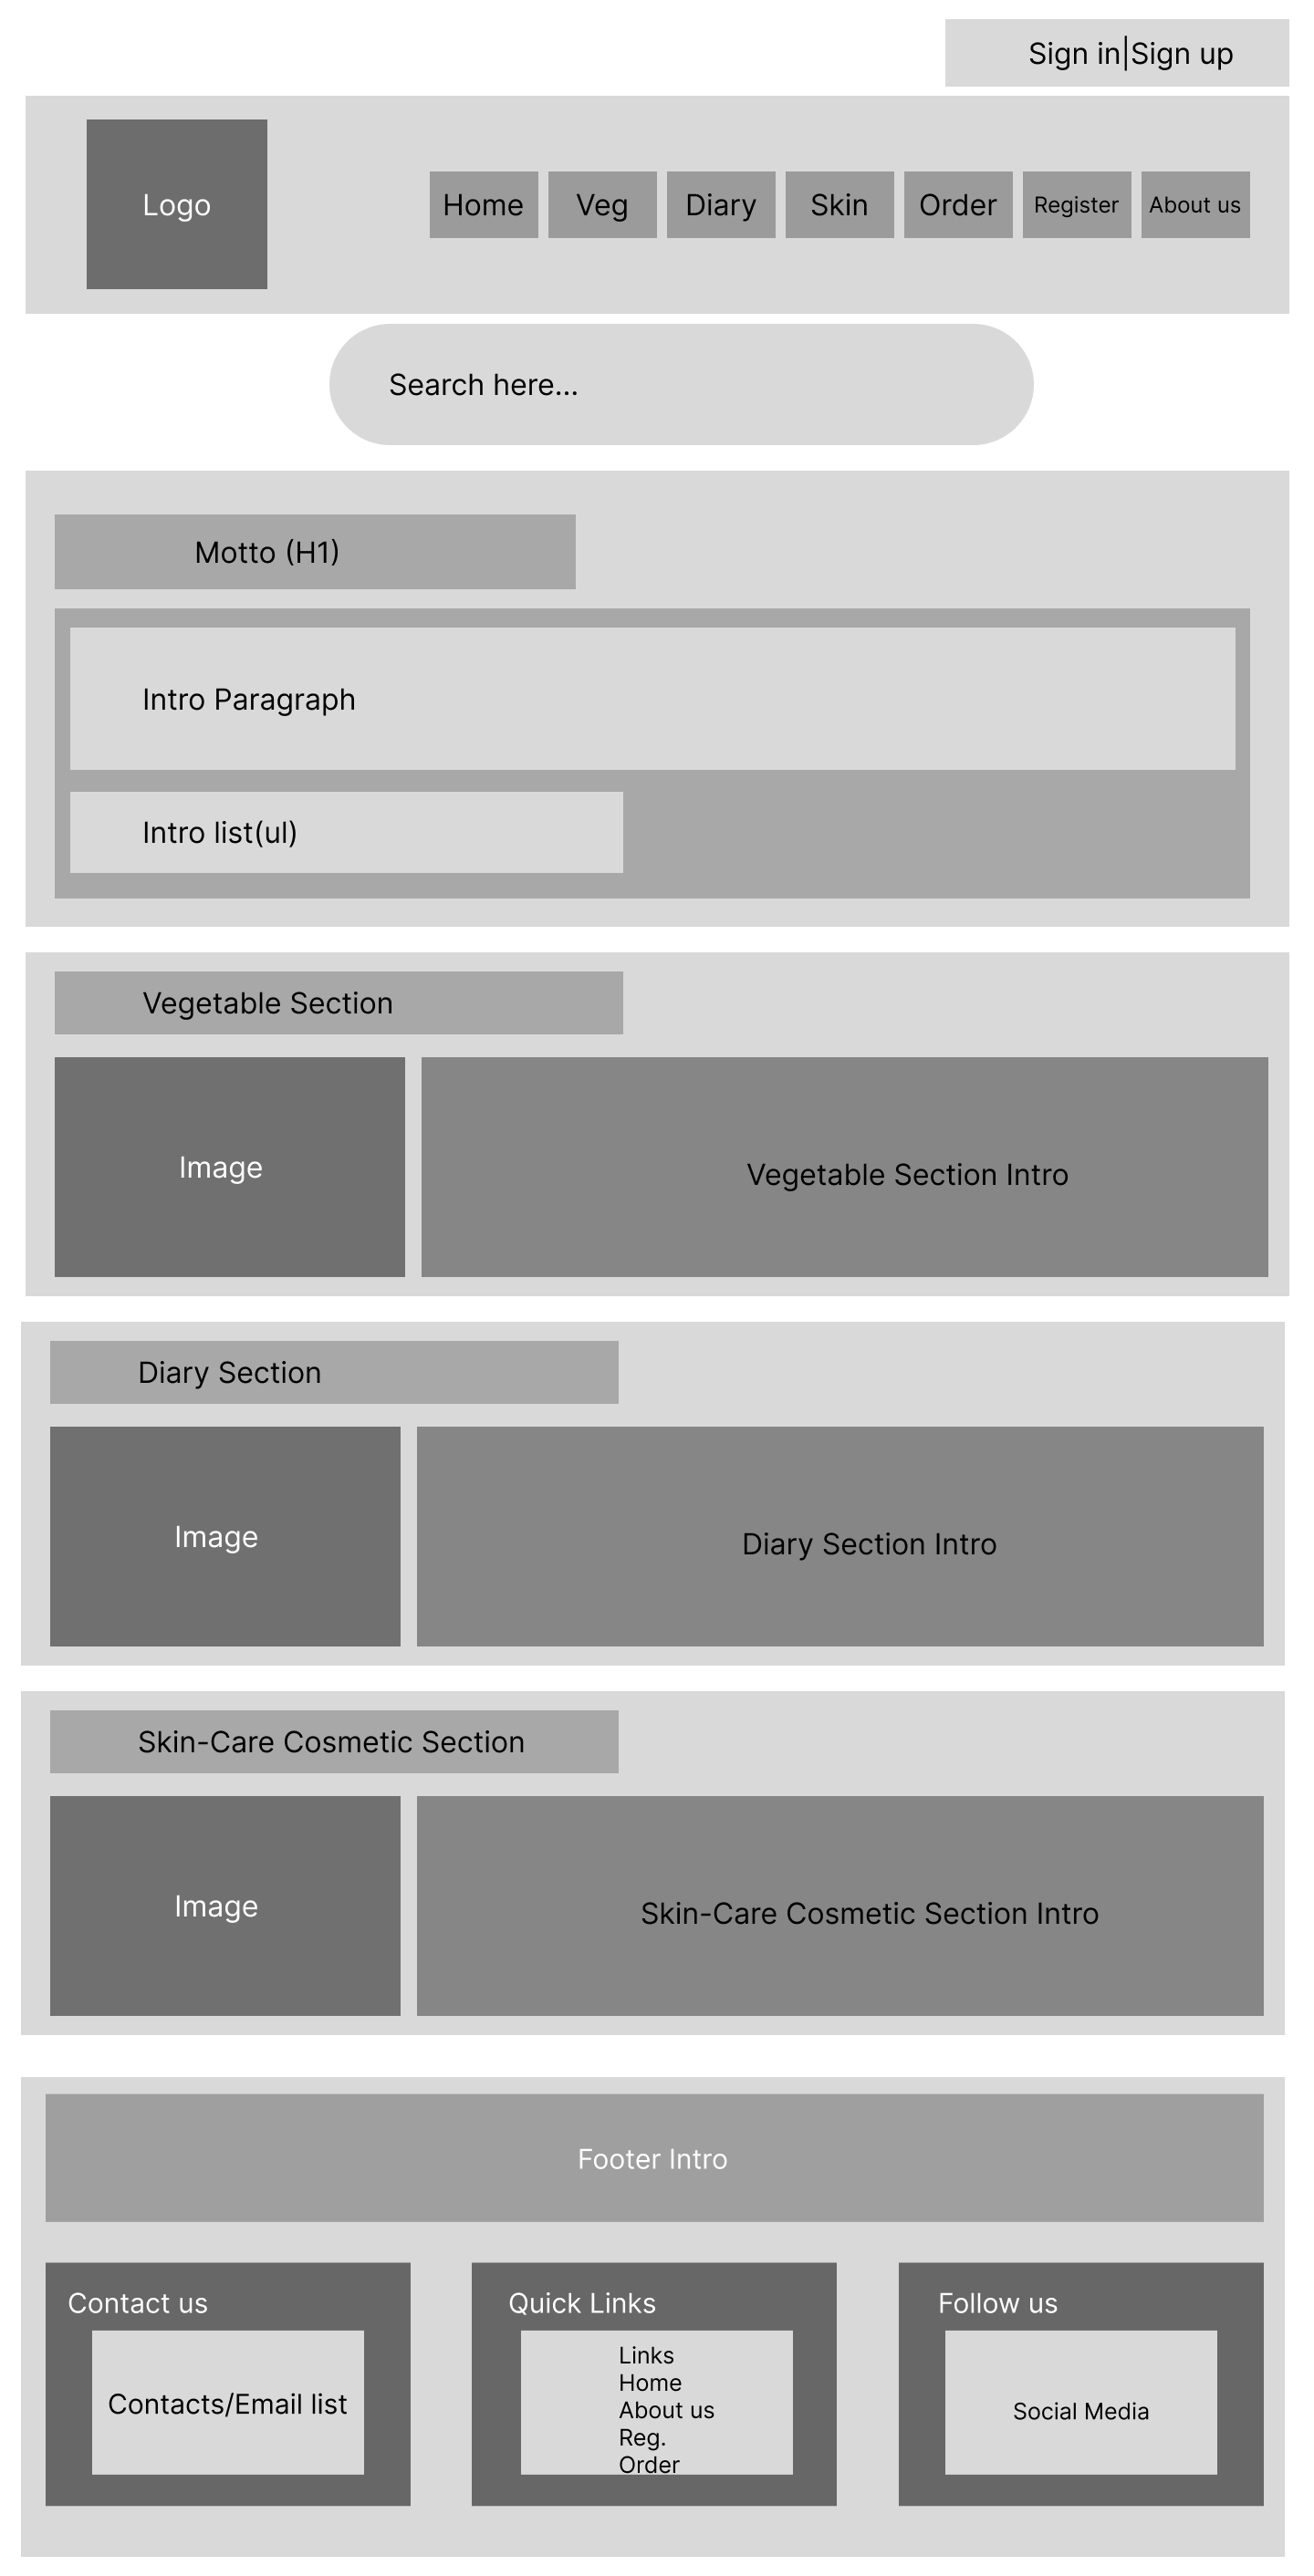 Sign in|Sign up
Logo
Home
Veg
Diary
Skin
Order
Register
About us
Search here...
Motto (H1)
Intro Paragraph
Intro list(ul)
Vegetable Section
Image
Vegetable Section Intro
Diary Section
Image
Diary Section Intro
Skin-Care Cosmetic Section
Image
Skin-Care Cosmetic Section Intro
Footer Intro
Contact us
Contacts/Email list
Quick Links
Links
Home
About us
Reg.
Order
Follow us
Social Media